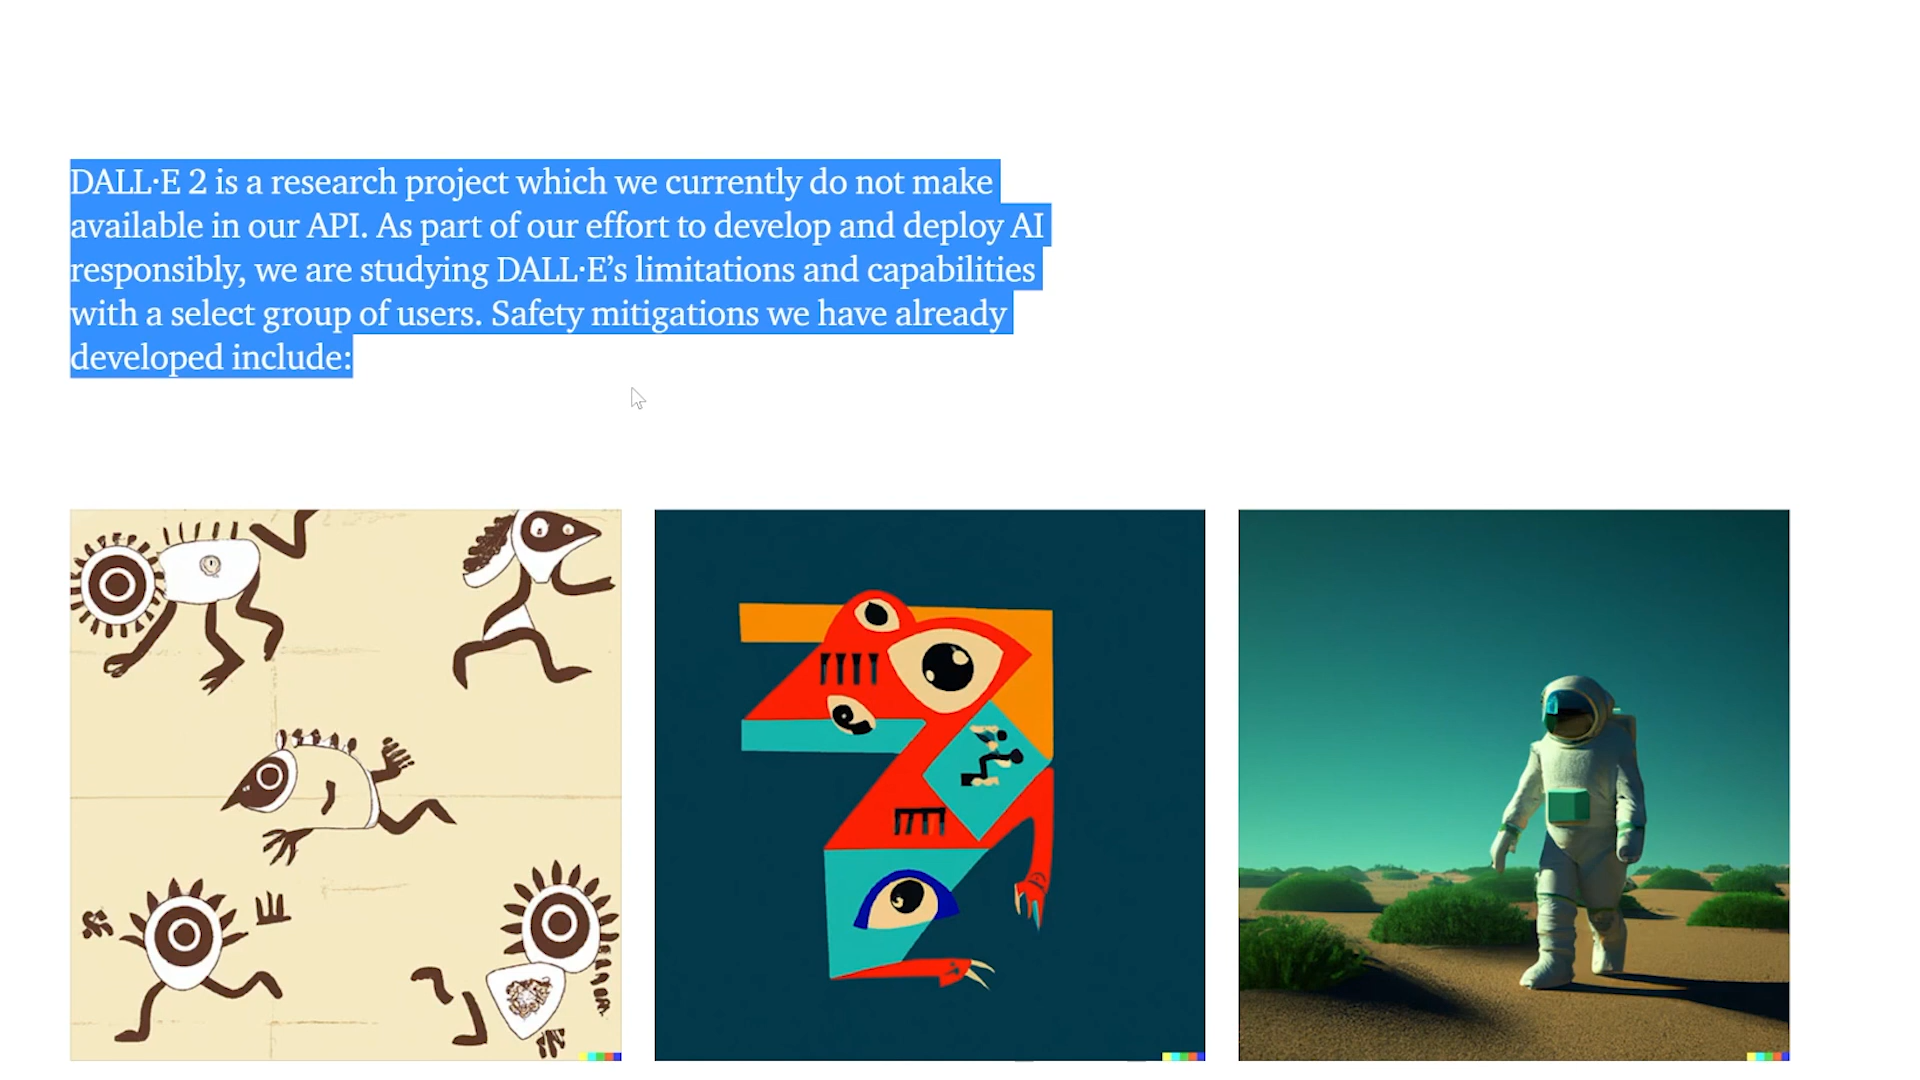 DALL·E 2 is a research project which we currently do not make
available in our API. As part of our effort to develop and deploy AI
responsibly, we are studying DALL·E’s limitations and capabilities
with a select group of users. Safety mitigations we have already
developed include: